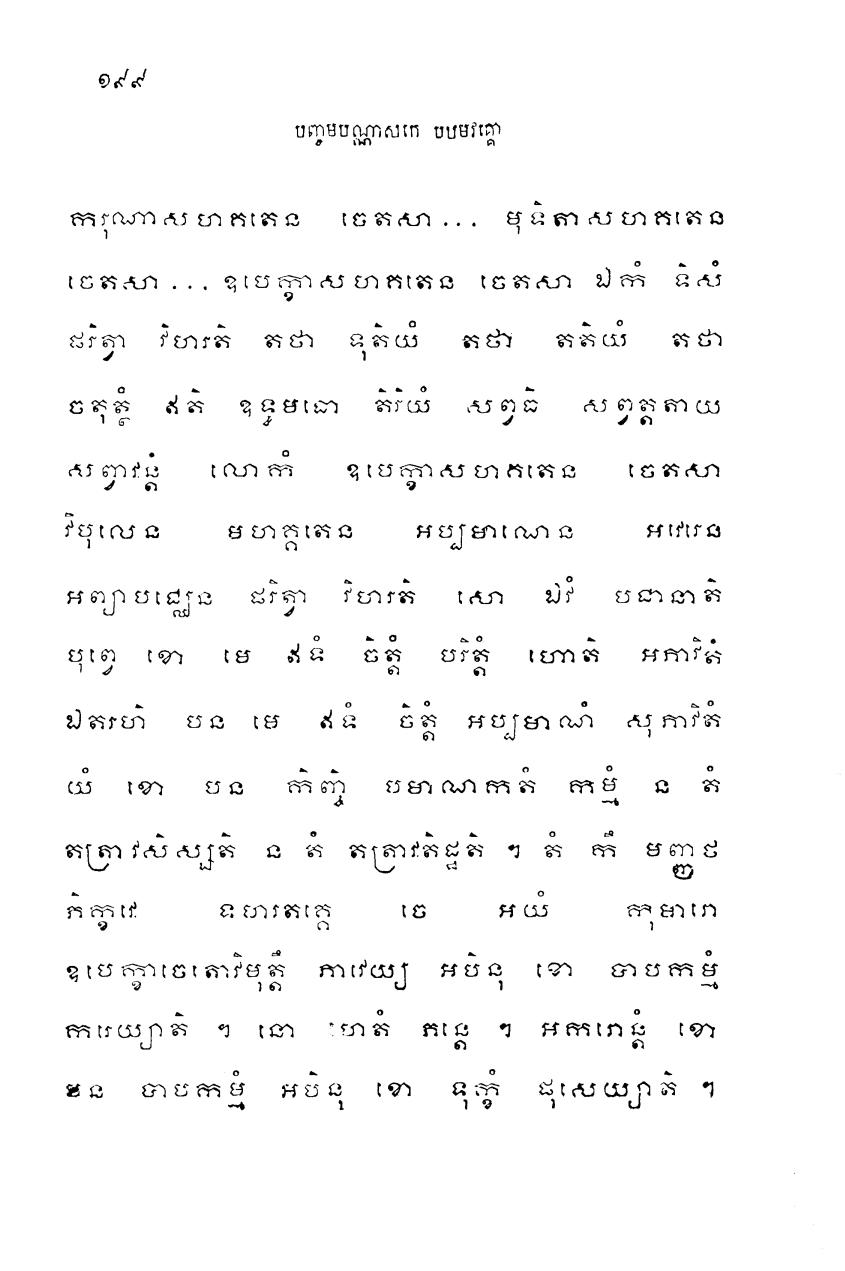 ១៩៩
បញ្ចមបណ្ណាសកេ បឋមវគ្គោ
ករុណាសហគតេន ចេតសា... មុទិតាសហគតេន
ចេតសា...ឧបេក្ខាសហគតេន ចេតសា ឯកំ ទិសំ
ផរិត្វា វិហរតិ តថា ទុតិយំ តថា តតិយំ តថា
ចតុត្ថំ ឥតិ ឧទ្ធមធោ តិរិយំ សព្វធិ សព្វត្តតាយ
សព្វាវន្តំ លោកំ ឧបេក្ខាសហគតេន ចេតសា
វិបុលេន មហគ្គតេន អប្បមាណេន អវេរេន
អព្យាបជ្ឈេន ផរិត្វា វិហរតិ សោ ឯវំ បជានាតិ
បុព្វេ ខោ មេ ឥទំ ចិត្តំ បរិត្តំ ហោតិ អភាវិតំ
ឯតរហិ បន មេ ឥទំ ចិត្តំ អប្បមាណំ សុភាវិតំ
យំ ខោ បន កិញ្ចិ បមាណកតំ កម្មំ ន តំ
តត្រាវសិស្សតិ ន តំ តត្រាវតិដ្ឋតិ ។ តំ កឹ មញ្ញថ
ភិក្ខវេ ទហរតគ្គេ ចេ អយំ កុមារោ
ឧបេក្ខាចេតោវិមុត្តឹ ភាវេយ្យ អបិនុ ខោ បាបកម្មំ
ករេយ្យាតិ ។ នោ ហេតំ ភន្តេ ។ អករោន្តំ ខោ
បន បាបកម្មំ អបិនុ ខោ ទុក្ខំ ផុសេយ្យាតិ ។